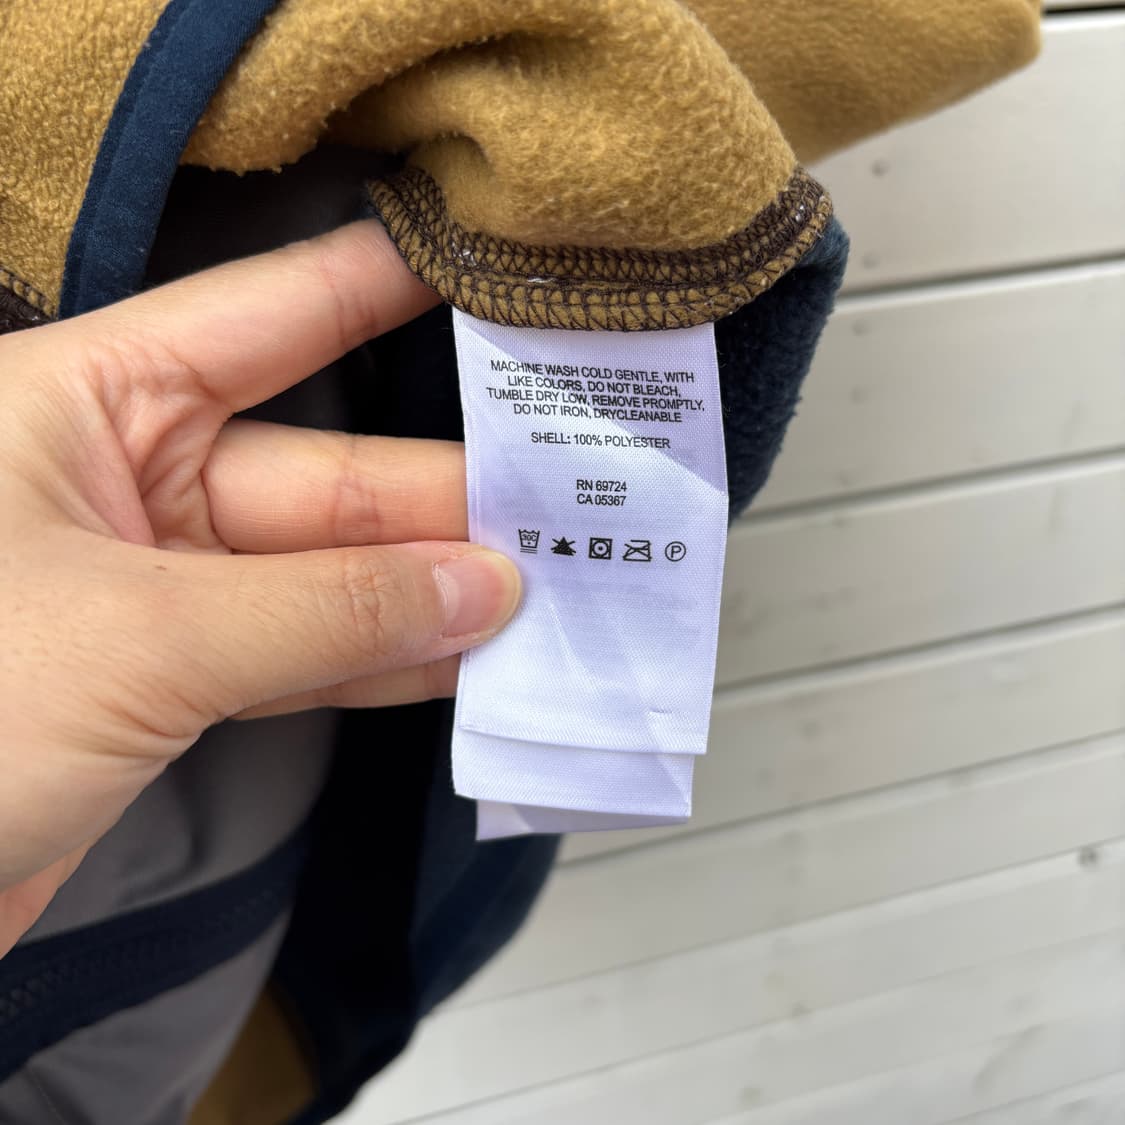 MACHINE WASH COLD GENTLE, WITH
LIKE COLORS, DO NOT BLEACH,
TUMBLE DRY LOW, REMOVE PROMPTLY,
DO NOT IRON, DRYCLEANABLE
SHELL: 100% POLYESTER
RN 69724
CA 05367
30C
P